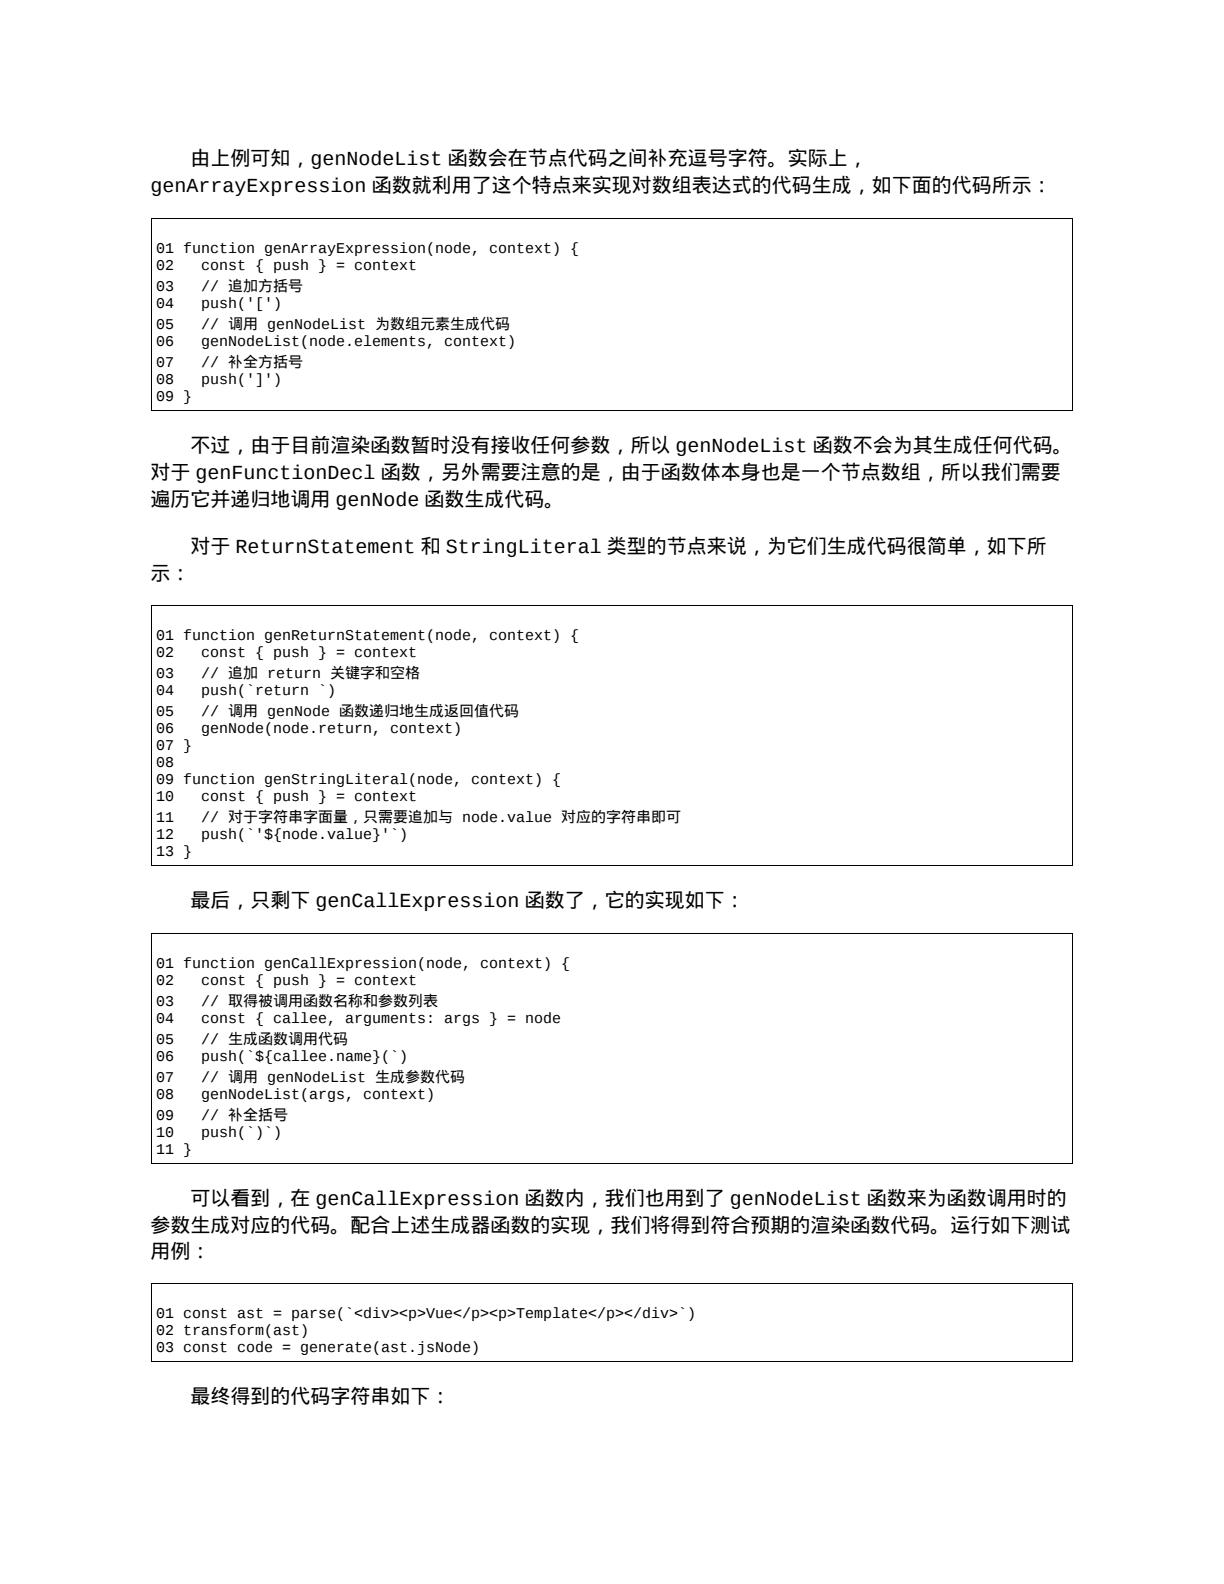 由上例可知，genNodeList 函数会在节点代码之间补充逗号字符。实际上，
genArrayExpression 函数就利用了这个特点来实现对数组表达式的代码生成，如下面的代码所示：
01 function genArrayExpression(node, context) {
02   const { push } = context
03   // 追加方括号
04   push('[')
05   // 调用 genNodeList 为数组元素生成代码
06   genNodeList(node.elements, context)
07   // 补全方括号
08   push(']')
09 }
不过，由于目前渲染函数暂时没有接收任何参数，所以 genNodeList 函数不会为其生成任何代码。
对于 genFunctionDecl 函数，另外需要注意的是，由于函数体本身也是一个节点数组，所以我们需要
遍历它并递归地调用 genNode 函数生成代码。
对于 ReturnStatement 和 StringLiteral 类型的节点来说，为它们生成代码很简单，如下所
示：
01 function genReturnStatement(node, context) {
02   const { push } = context
03   // 追加 return 关键字和空格
04   push(`return `)
05   // 调用 genNode 函数递归地生成返回值代码
06   genNode(node.return, context)
07 }
08
09 function genStringLiteral(node, context) {
10   const { push } = context
11   // 对于字符串字面量，只需要追加与 node.value 对应的字符串即可
12   push(`'${node.value}'`)
13 }
最后，只剩下 genCallExpression 函数了，它的实现如下：
01 function genCallExpression(node, context) {
02   const { push } = context
03   // 取得被调用函数名称和参数列表
04   const { callee, arguments: args } = node
05   // 生成函数调用代码
06   push(`${callee.name}(`)
07   // 调用 genNodeList 生成参数代码
08   genNodeList(args, context)
09   // 补全括号
10   push(`)`)
11 }
可以看到，在 genCallExpression 函数内，我们也用到了 genNodeList 函数来为函数调用时的
参数生成对应的代码。配合上述生成器函数的实现，我们将得到符合预期的渲染函数代码。运行如下测试
用例：
01 const ast = parse(`<div><p>Vue</p><p>Template</p></div>`)
02 transform(ast)
03 const code = generate(ast.jsNode)
最终得到的代码字符串如下：